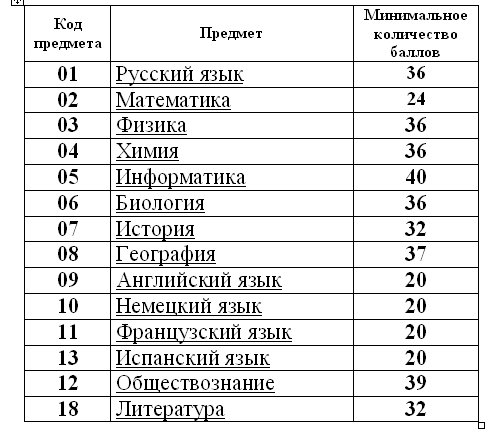 Код предмета Предмет Минимальное количество баллов
01 Русский язык 36
02 Математика 24
03 Физика 36
04 Химия 36
05 Информатика 40
06 Биология 36
07 История 32
08 География 37
09 Английский язык 20
10 Немецкий язык 20
11 Французский язык 20
13 Испанский язык 20
12 Обществознание 39
18 Литература 32